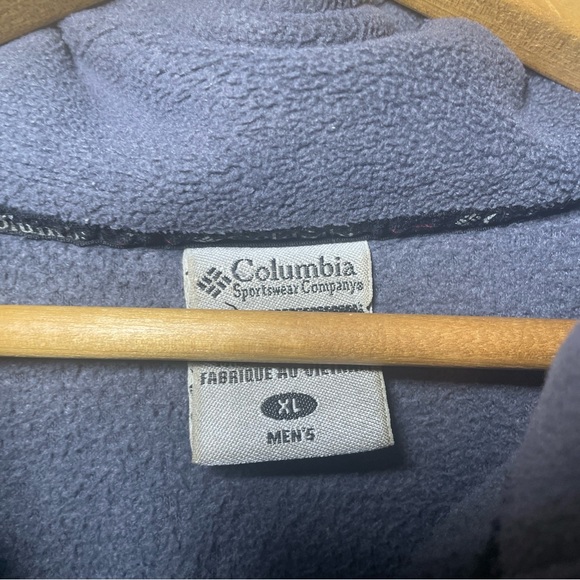 Columbia
Sportswear Company®
FABRIQUE AU
XL
MEN'S